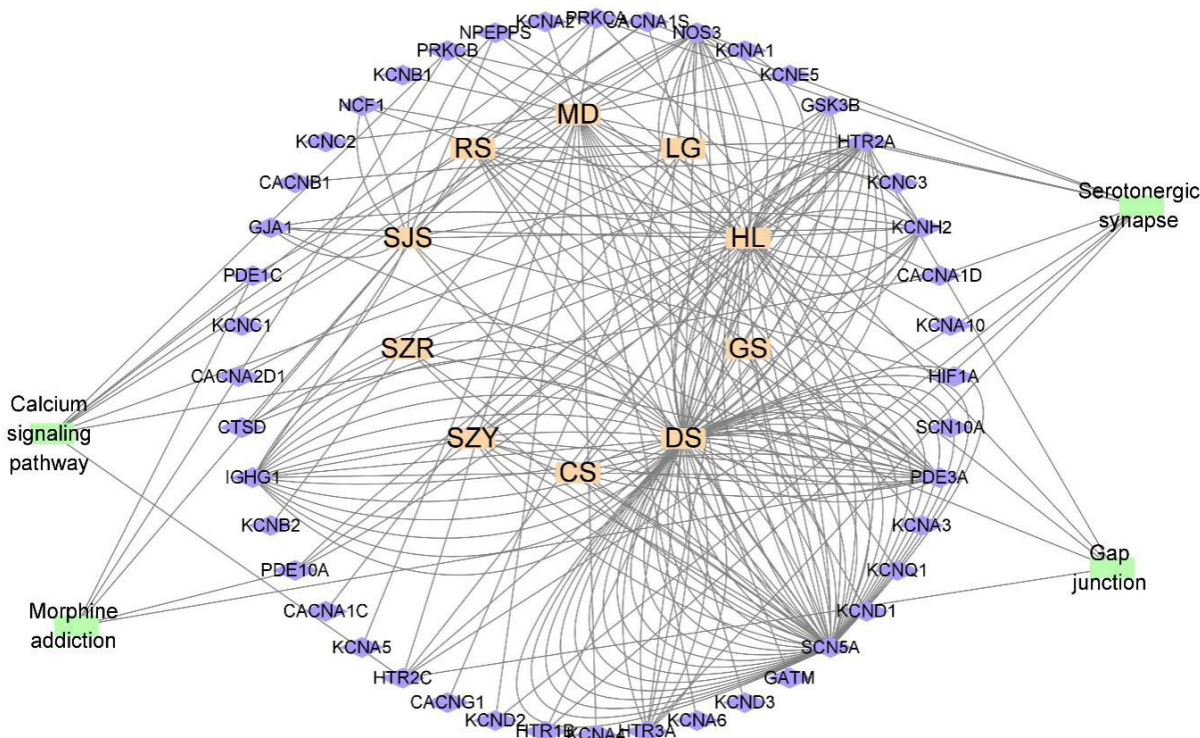 KCNA2
PRKCA
CACNA1S
NPEPPS
NOS3
PRKCB
KCNA1
KCNB1
KCNE5
NCF1
GSK3B
MD
KCNC2
RS
LG
HTR2A
CACNB1
KCNC3
Serotonergic
synapse
GJA1
SJS
HL
KCNH2
PDE1C
CACNA1D
KCNC1
KCNA10
SZR
GS
CACNA2D1
HIF1A
Calcium
signaling
pathway
CTSD
SCN10A
SZY
DS
IGHG1
CS
PDE3A
KCNB2
KCNA3
PDE10A
KCNQ1
Gap
junction
Morphine
addiction
CACNA1C
KCND1
KCNA5
SCN5A
HTR2C
GATM
CACNG1
KCND3
KCND2
KCNA6
HTR1B
KCNA4
HTR3A